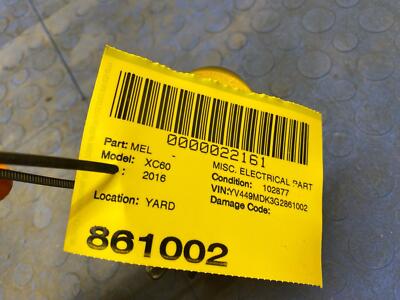 0000022161
Part: MEL -
Model: XC60
: 2016
Location: YARD
MISC. ELECTRICAL PART
Condition: 102877
VIN:YV449MDK3G2861002
Damage Code:
861002